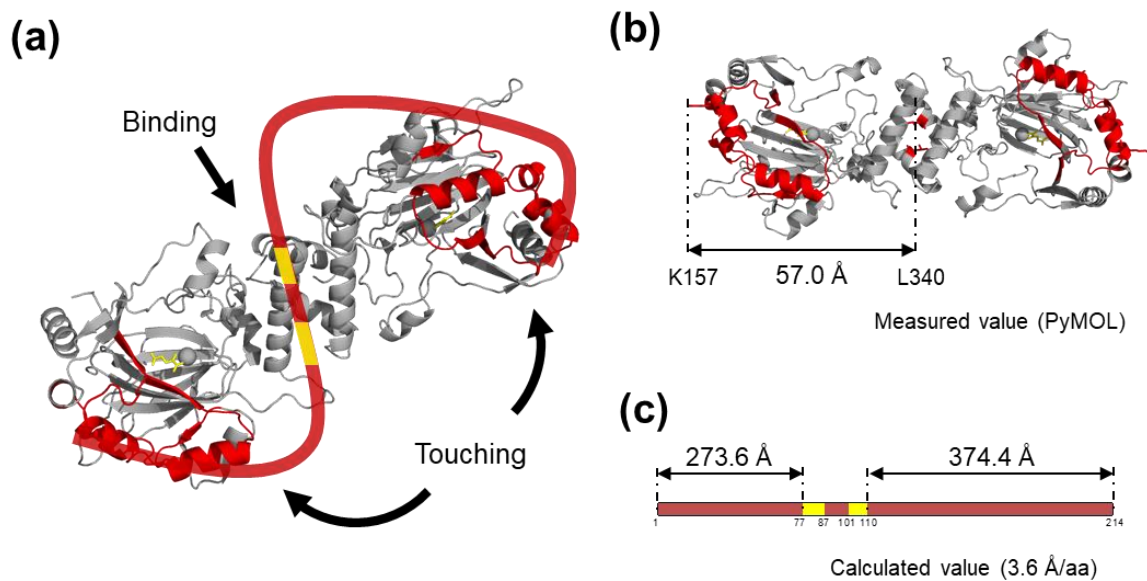 (a)
Binding
Touching
(b)
K157
57.0 Å
L340
Measured value (PyMOL)
(c)
273.6 Å
374.4 Å
1
77
87
101
110
214
Calculated value (3.6 Å/aa)